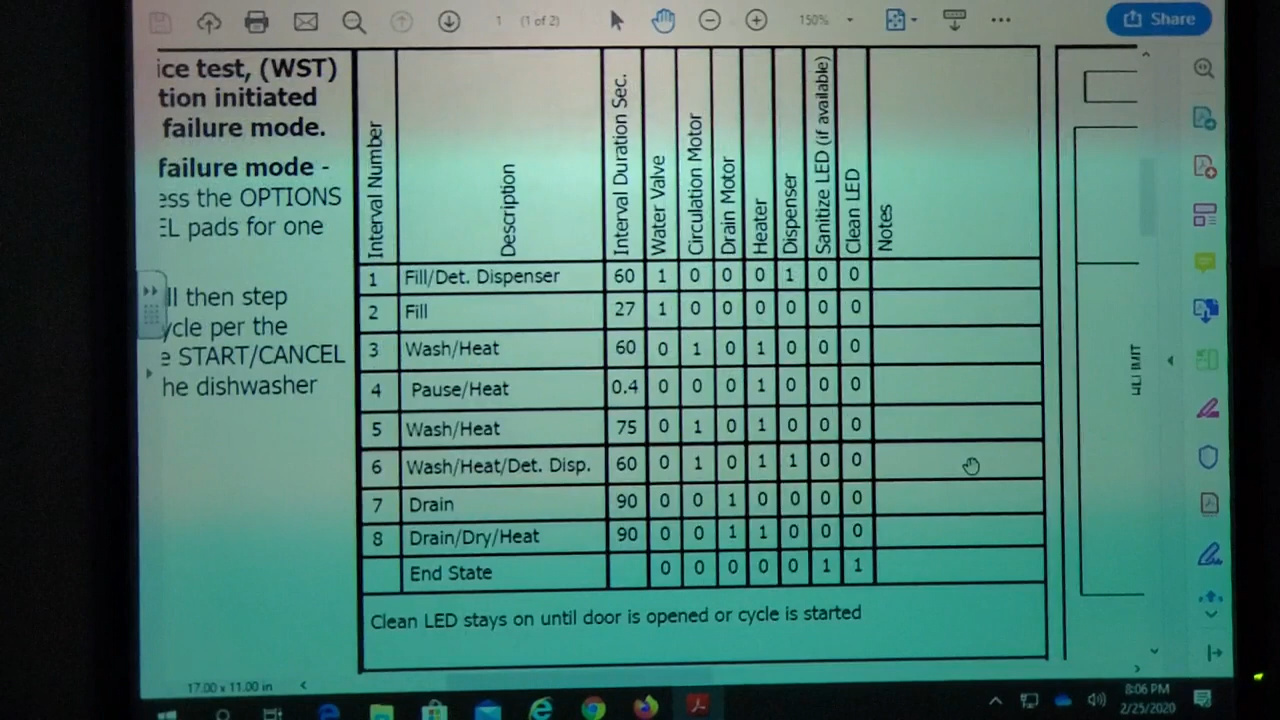 1 (1 of 2) 150% Share
ice test, (WST)
tion initiated
failure mode.
failure mode -
ess the OPTIONS
EL pads for one
ll then step
ycle per the
e START/CANCEL
he dishwasher
Interval Number Description Interval Duration Sec. Water Valve Circulation Motor Drain Motor Heater Dispenser Sanitize LED (if available) Clean LED Notes
1 Fill/Det. Dispenser 60 1 0 0 0 1 0 0
2 Fill 27 1 0 0 0 0 0 0
3 Wash/Heat 60 0 1 0 1 0 0 0
4 Pause/Heat 0.4 0 0 0 1 0 0 0
5 Wash/Heat 75 0 1 0 1 0 0 0
6 Wash/Heat/Det. Disp. 60 0 1 0 1 1 0 0
7 Drain 90 0 0 1 0 0 0 0
8 Drain/Dry/Heat 90 0 0 1 1 0 0 0
End State 0 0 0 0 0 1 1
Clean LED stays on until door is opened or cycle is started
LIMIT
17.00 x 11.00 in
8:06 PM
2/25/2020